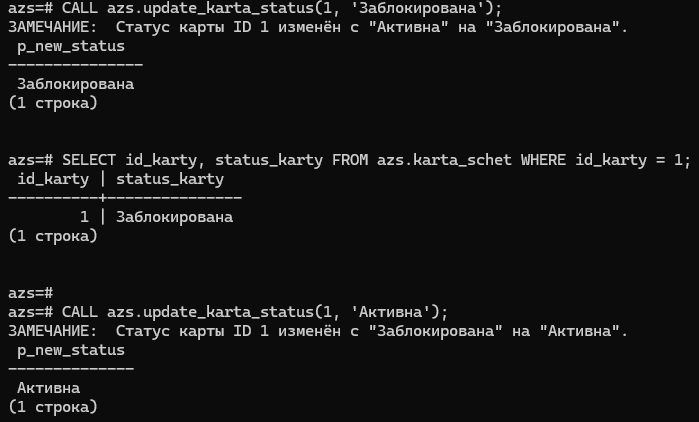 azs=# CALL azs.update_karta_status(1, 'Заблокирована');
ЗАМЕЧАНИЕ:  Статус карты ID 1 изменён с "Активна" на "Заблокирована".
 p_new_status
---------------
 Заблокирована
(1 строка)
azs=# SELECT id_karty, status_karty FROM azs.karta_schet WHERE id_karty = 1;
 id_karty | status_karty
----------+---------------
        1 | Заблокирована
(1 строка)
azs=#
azs=# CALL azs.update_karta_status(1, 'Активна');
ЗАМЕЧАНИЕ:  Статус карты ID 1 изменён с "Заблокирована" на "Активна".
 p_new_status
--------------
 Активна
(1 строка)